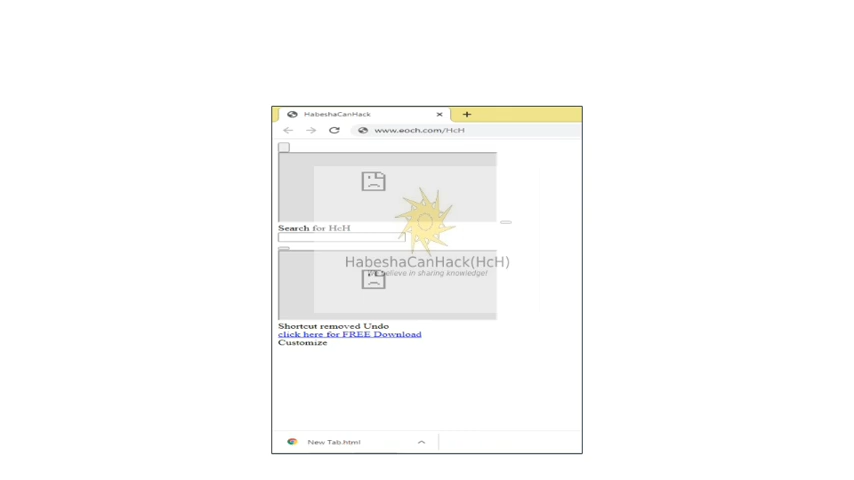 HabeshaCanHack
www.eoch.com/HcH
Search for HcH
HabeshaCanHack(HcH)
We believe in sharing knowledge!
Shortcut removed Undo
click here for FREE Download
Customize
New Tab.html